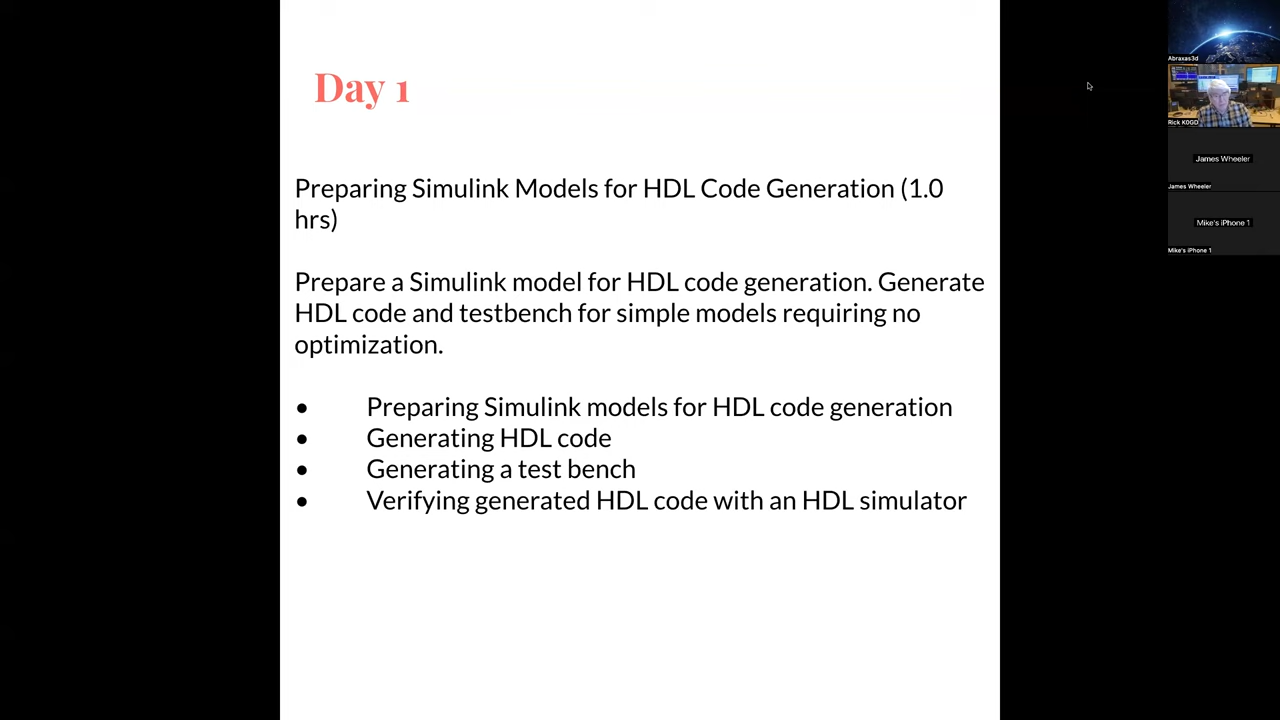 Day 1
Preparing Simulink Models for HDL Code Generation (1.0
hrs)
Prepare a Simulink model for HDL code generation. Generate
HDL code and testbench for simple models requiring no
optimization.
• Preparing Simulink models for HDL code generation
• Generating HDL code
• Generating a test bench
• Verifying generated HDL code with an HDL simulator
Abraxas3d
Rick K0GD
James Wheeler
James Wheeler
Mike's iPhone 1
Mike's iPhone 1